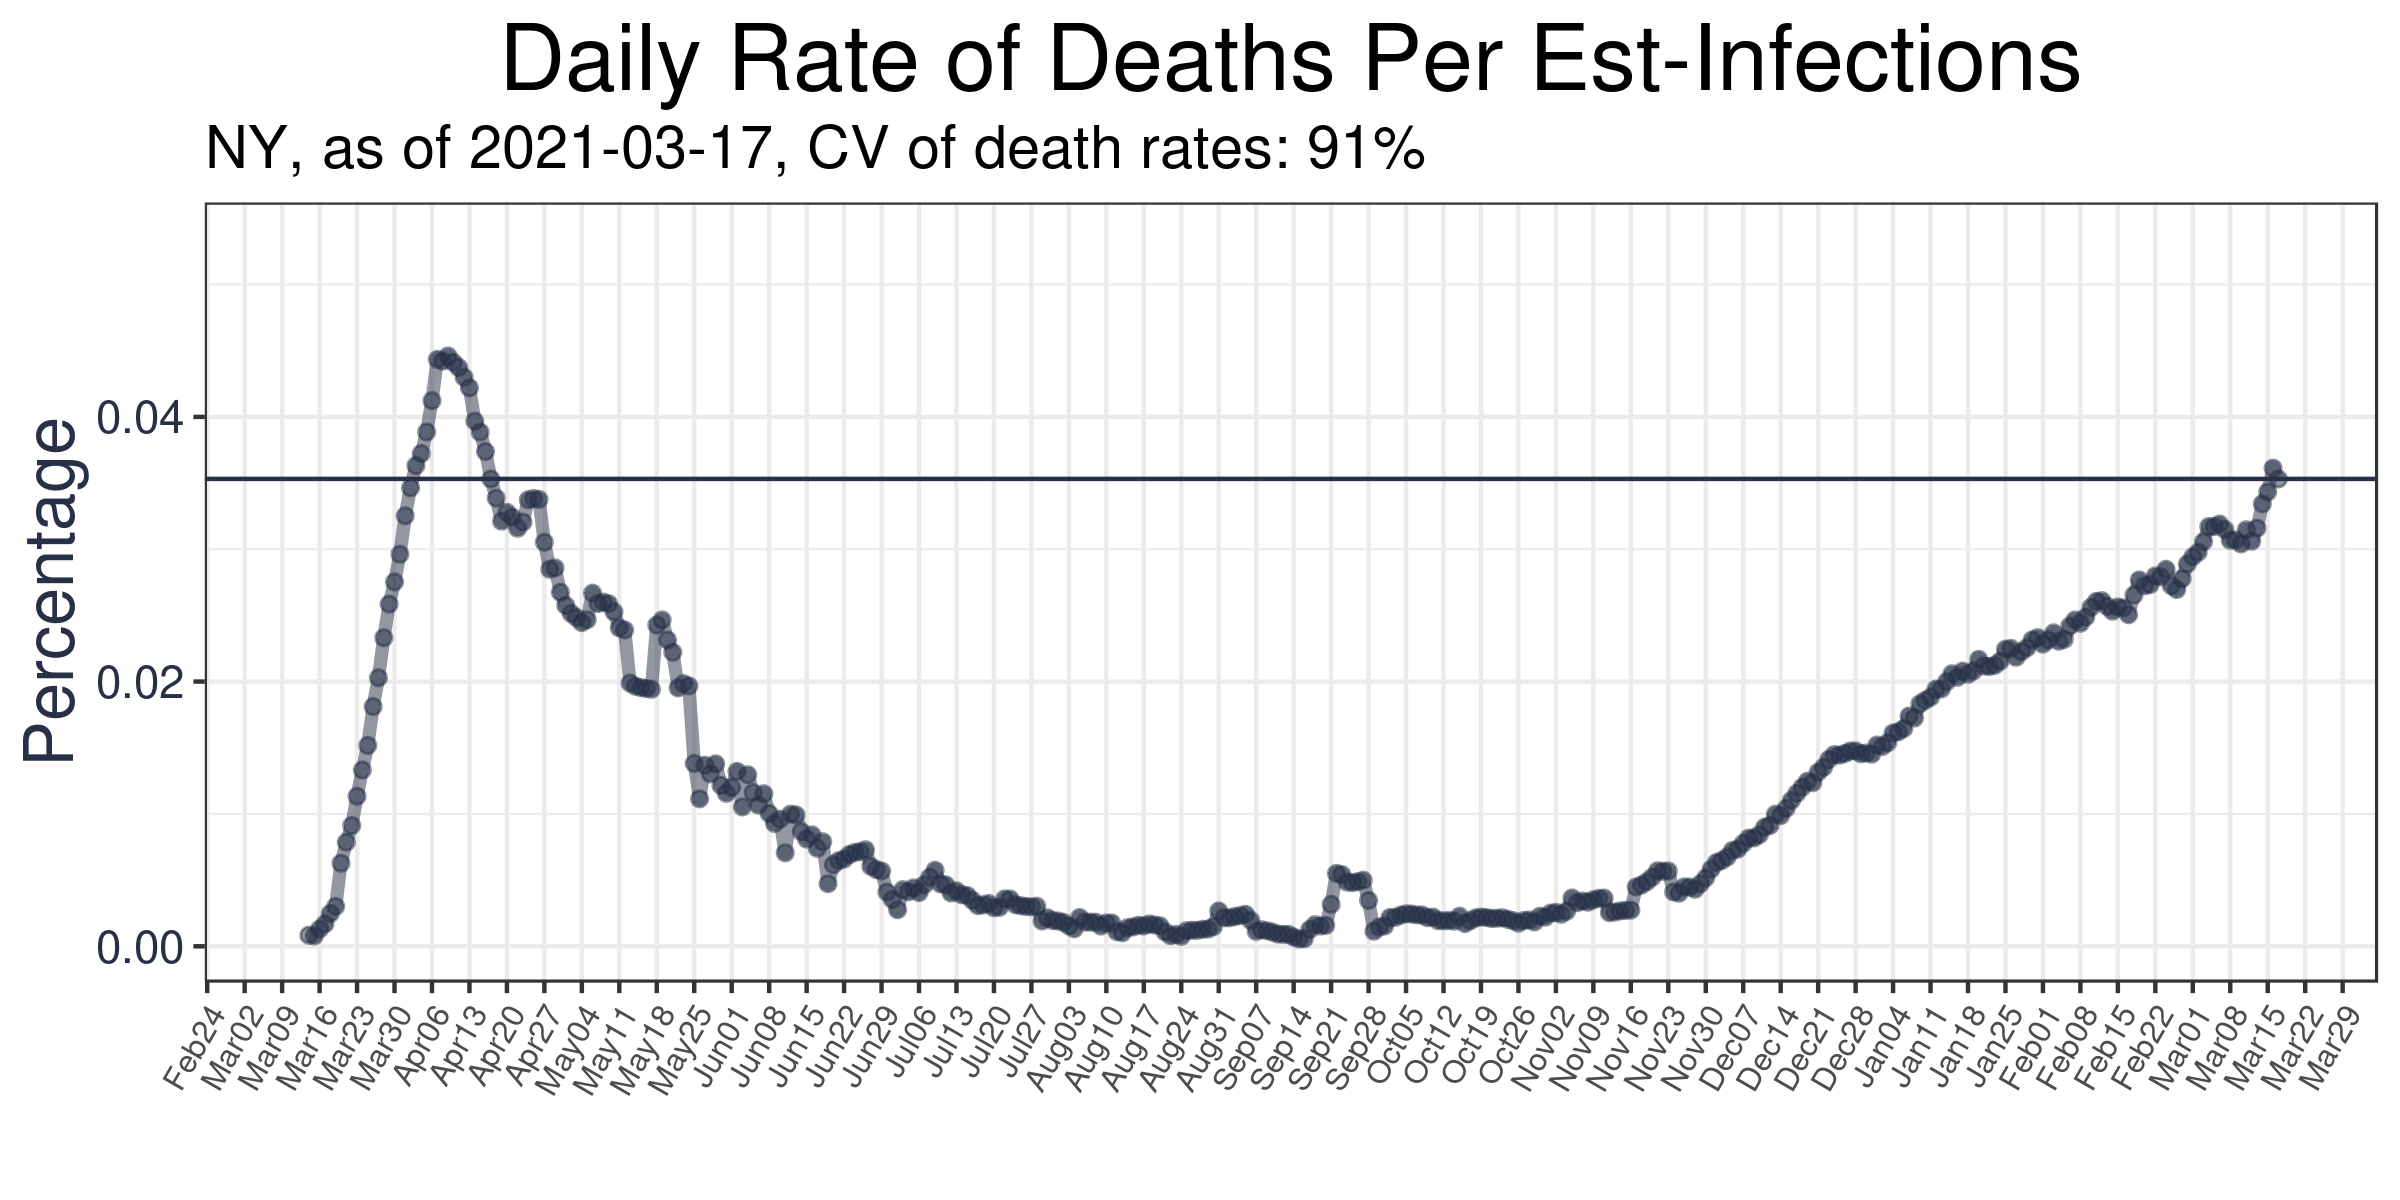 Daily Rate of Deaths Per Est-Infections
NY, as of 2021-03-17, CV of death rates: 91%
Percentage
0.04
0.02
0.00
Feb24 Mar02 Mar09 Mar16 Mar23 Mar30 Apr06 Apr13 Apr20 Apr27 May04 May11 May18 May25 Jun01 Jun08 Jun15 Jun22 Jun29 Jul06 Jul13 Jul20 Jul27 Aug03 Aug10 Aug17 Aug24 Aug31 Sep07 Sep14 Sep21 Sep28 Oct05 Oct12 Oct19 Oct26 Nov02 Nov09 Nov16 Nov23 Nov30 Dec07 Dec14 Dec21 Dec28 Jan04 Jan11 Jan18 Jan25 Feb01 Feb08 Feb15 Feb22 Mar01 Mar08 Mar15 Mar22 Mar29